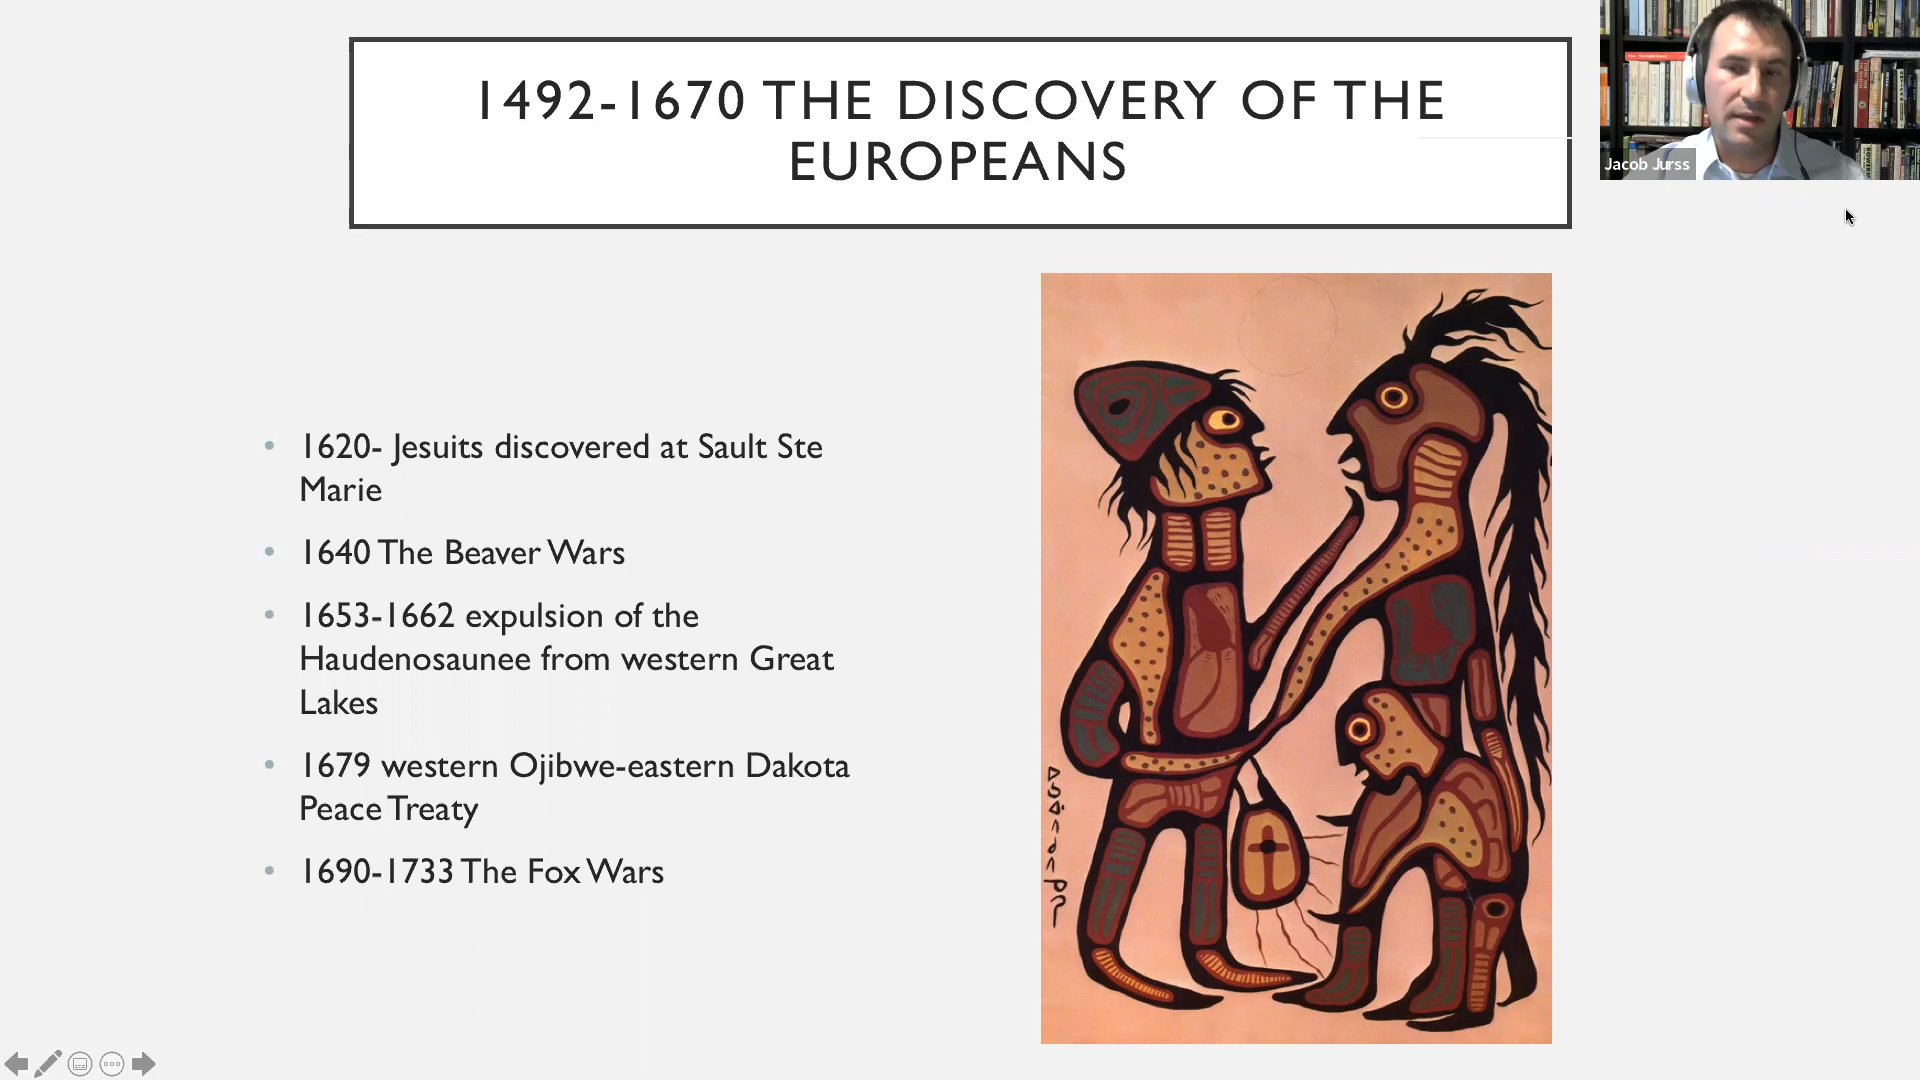 1492-1670 THE DISCOVERY OF THE
EUROPEANS
Jacob Jurss
• 1620- Jesuits discovered at Sault Ste
Marie
• 1640 The Beaver Wars
• 1653-1662 expulsion of the
Haudenosaunee from western Great
Lakes
• 1679 western Ojibwe-eastern Dakota
Peace Treaty
• 1690-1733 The Fox Wars